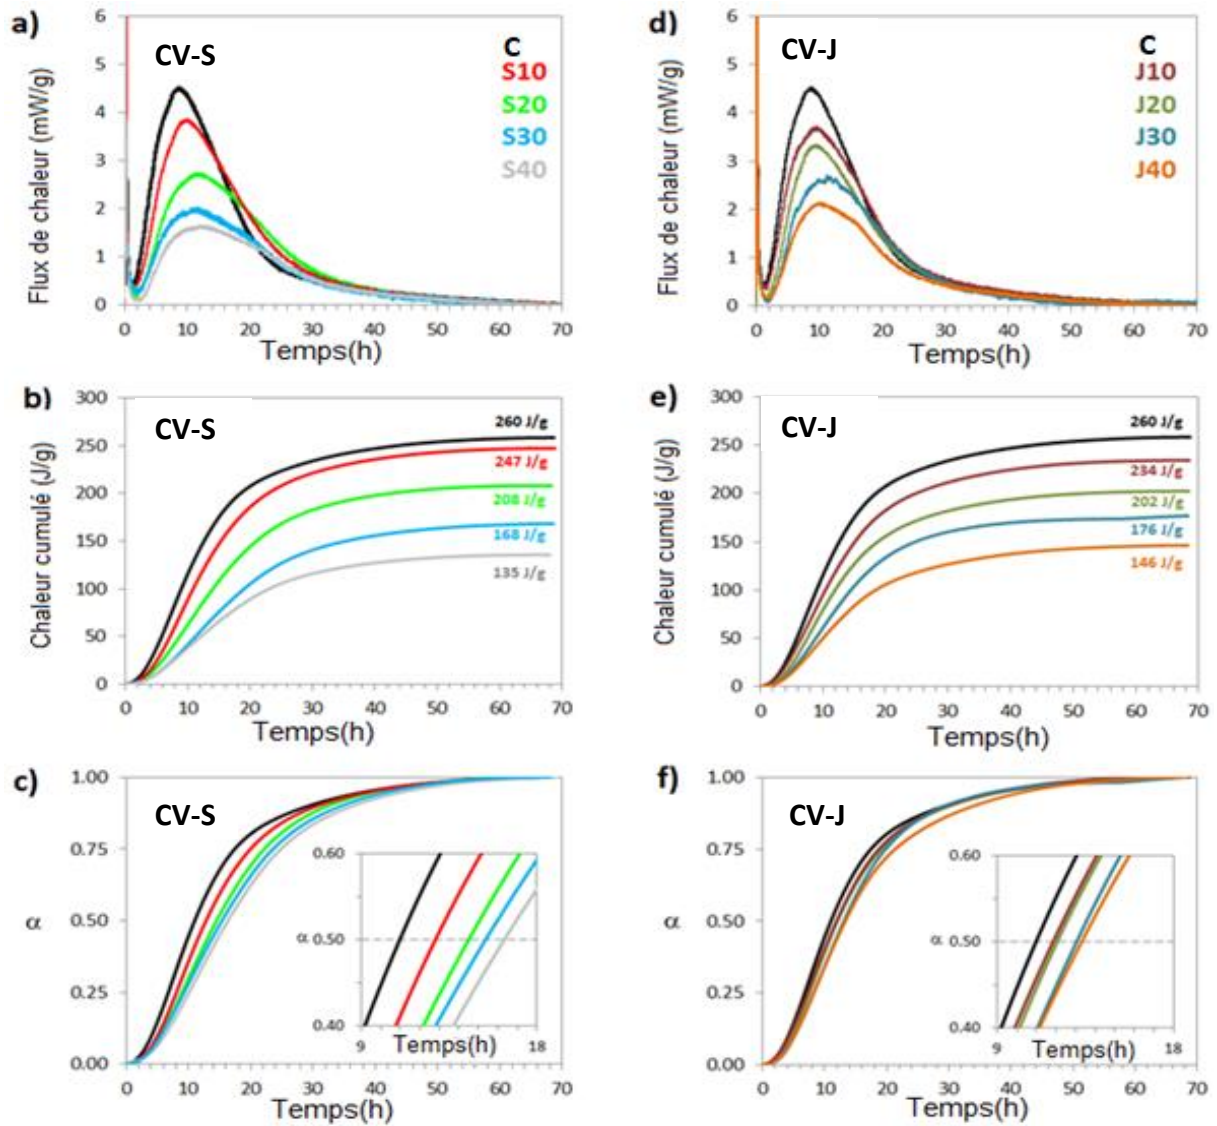 a)
CV-S
C
S10
S20
S30
S40
Flux de chaleur (mW/g)
6
5
4
3
2
1
0
0 10 20 30 40 50 60 70
Temps(h)
d)
CV-J
C
J10
J20
J30
J40
Flux de chaleur (mW/g)
6
5
4
3
2
1
0
0 10 20 30 40 50 60 70
Temps(h)
b)
CV-S
260 J/g
247 J/g
208 J/g
168 J/g
135 J/g
Chaleur cumulé (J/g)
300
250
200
150
100
50
0
0 10 20 30 40 50 60 70
Temps(h)
e)
CV-J
260 J/g
234 J/g
202 J/g
176 J/g
146 J/g
Chaleur cumulé (J/g)
300
250
200
150
100
50
0
0 10 20 30 40 50 60 70
Temps(h)
c)
CV-S
α
1.00
0.75
0.50
0.25
0.00
0.60
α 0.50
0.40
9 Temps(h) 18
0 10 20 30 40 50 60 70
Temps(h)
f)
CV-J
α
1.00
0.75
0.50
0.25
0.00
0.60
α 0.50
0.40
9 Temps(h) 18
0 10 20 30 40 50 60 70
Temps(h)